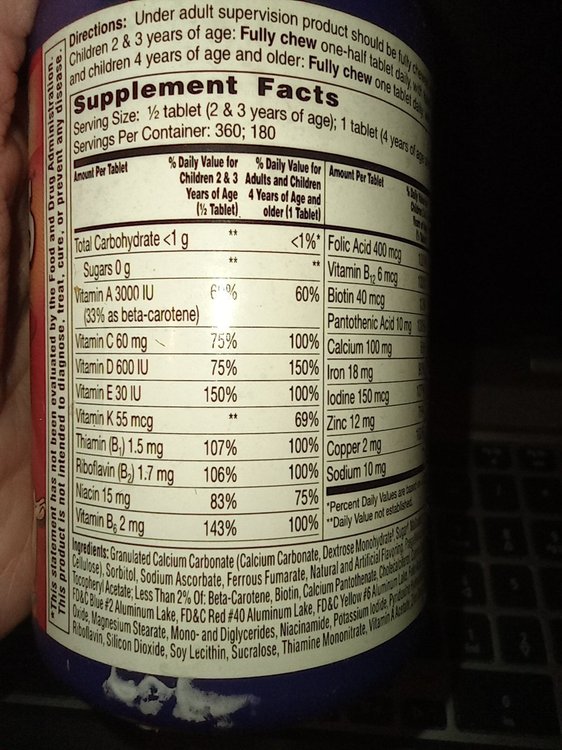 Directions: Under adult supervision product should be fully
Children 2 & 3 years of age: Fully chew one-half tablet daily,
and children 4 years of age and older: Fully chew one tablet daily
Supplement Facts
Serving Size: ½ tablet (2 & 3 years of age); 1 tablet (4 years of age
Servings Per Container: 360; 180
Amount Per Tablet
% Daily Value for
Children 2 & 3
Years of Age
(½ Tablet)
% Daily Value for
Adults and Children
4 Years of Age and
older (1 Tablet)
Total Carbohydrate <1 g ** <1%*
Sugars 0 g ** **
Vitamin A 3000 IU 60%
(33% as beta-carotene)
Vitamin C 60 mg 75% 100%
Vitamin D 600 IU 75% 150%
Vitamin E 30 IU 150% 100%
Vitamin K 55 mcg ** 69%
Thiamin (B₁) 1.5 mg 107% 100%
Riboflavin (B₂) 1.7 mg 106% 100%
Niacin 15 mg 83% 75%
Vitamin B₆ 2 mg 143% 100%
Amount Per Tablet
Folic Acid 400 mcg
Vitamin B₁₂ 6 mcg
Biotin 40 mcg
Pantothenic Acid 10 mg
Calcium 100 mg
Iron 18 mg
Iodine 150 mcg
Zinc 12 mg
Copper 2 mg
Sodium 10 mg
*Percent Daily Values are based
**Daily Value not established.
Ingredients: Granulated Calcium Carbonate (Calcium Carbonate, Dextrose Monohydrate), Sugar,
Cellulose), Sorbitol, Sodium Ascorbate, Ferrous Fumarate, Natural and Artificial Flavoring,
Tocopheryl Acetate; Less Than 2% Of: Beta-Carotene, Biotin, Calcium Pantothenate,
FD&C Blue #2 Aluminum Lake, FD&C Red #40 Aluminum Lake, FD&C Yellow #6 Aluminum Lake,
Oxide, Magnesium Stearate, Mono- and Diglycerides, Niacinamide, Potassium Iodide,
Riboflavin, Silicon Dioxide, Soy Lecithin, Sucralose, Thiamine Mononitrate, Vitamin A Acetate,
*This statement has not been evaluated by the Food and Drug Administration.
This product is not intended to diagnose, treat, cure, or prevent any disease.